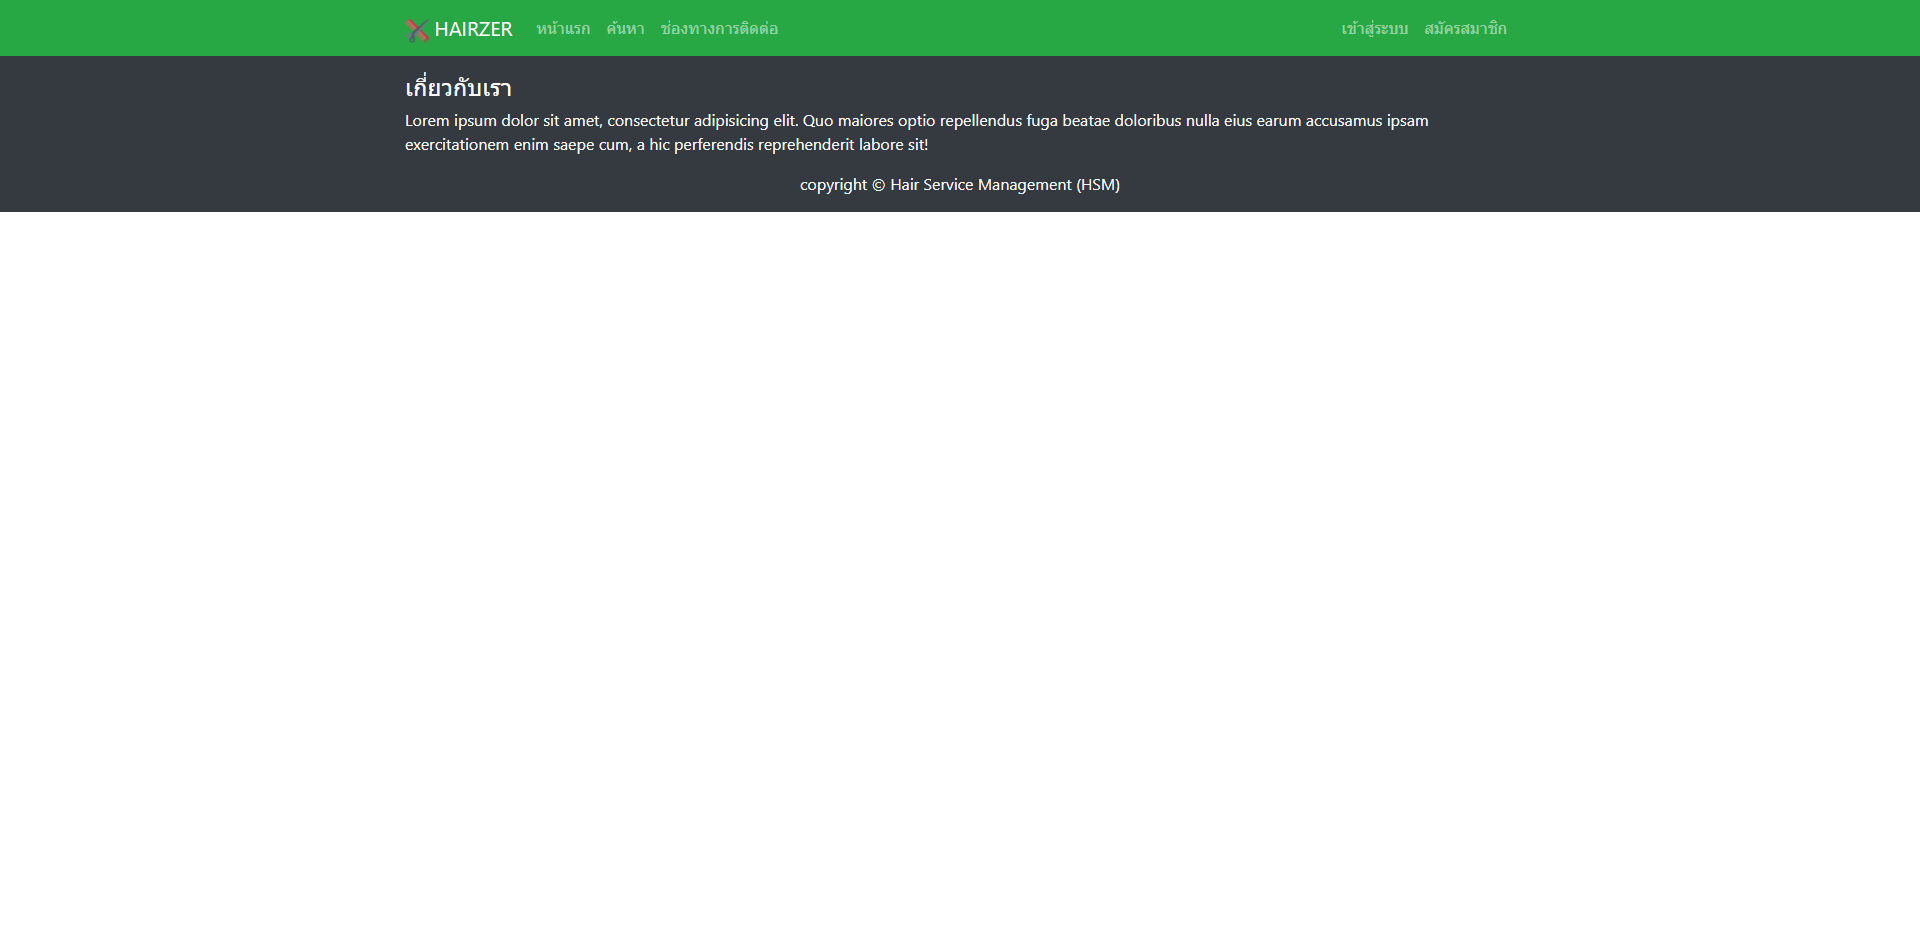 HAIRZER หน้าแรก ค้นหา ช่องทางการติดต่อ เข้าสู่ระบบ สมัครสมาชิก
เกี่ยวกับเรา
Lorem ipsum dolor sit amet, consectetur adipisicing elit. Quo maiores optio repellendus fuga beatae doloribus nulla eius earum accusamus ipsam
exercitationem enim saepe cum, a hic perferendis reprehenderit labore sit!
copyright © Hair Service Management (HSM)